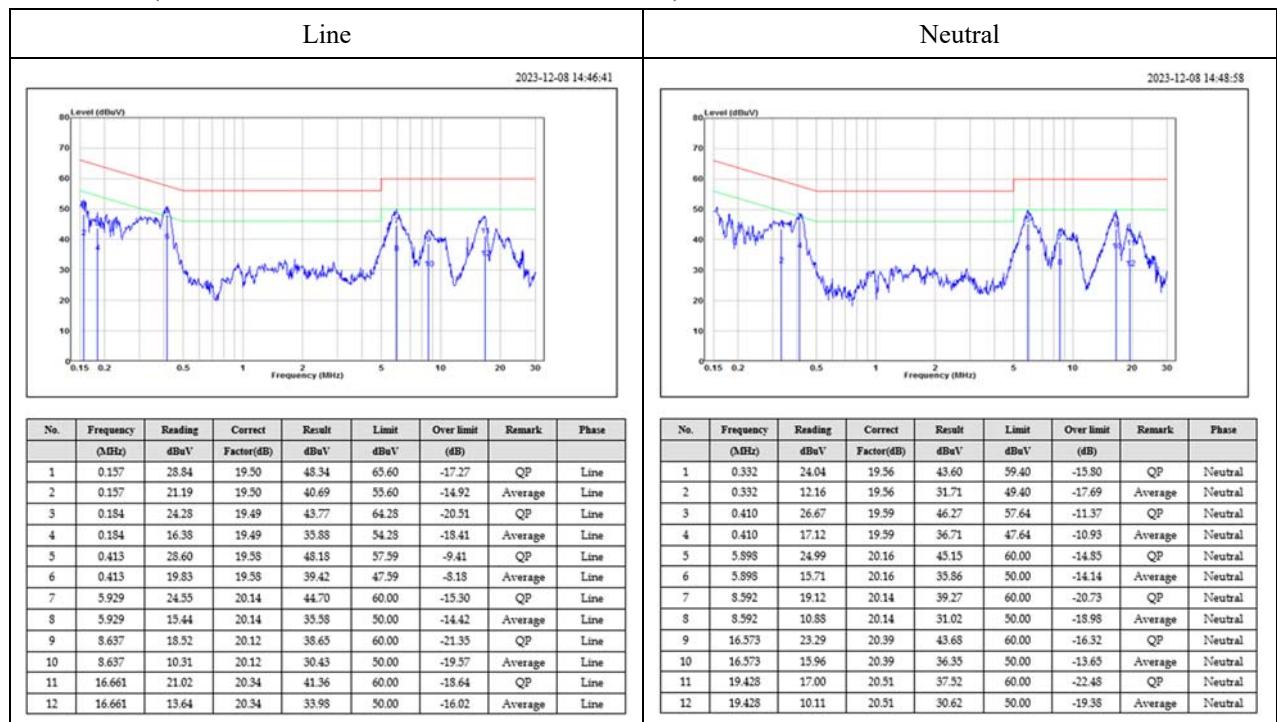 Line
Neutral
2023-12-08 14:46:41
Level (dBuV)
80
70
60
50
40
30
20
10
0
0.15 0.2 0.5 1 2 5 10 20 30
Frequency (MHz)
No. Frequency Reading Correct Result Limit Over limit Remark Phase
(MHz) dBuV Factor(dB) dBuV dBuV (dB)
1 0.157 28.84 19.50 48.34 65.60 -17.27 QP Line
2 0.157 21.19 19.50 40.69 55.60 -14.92 Average Line
3 0.184 24.28 19.49 43.77 64.28 -20.51 QP Line
4 0.184 16.38 19.49 35.88 54.28 -18.41 Average Line
5 0.413 28.60 19.58 48.18 57.59 -9.41 QP Line
6 0.413 19.83 19.58 39.42 47.59 -8.18 Average Line
7 5.929 24.55 20.14 44.70 60.00 -15.30 QP Line
8 5.929 15.44 20.14 35.58 50.00 -14.42 Average Line
9 8.637 18.52 20.12 38.65 60.00 -21.35 QP Line
10 8.637 10.31 20.12 30.43 50.00 -19.57 Average Line
11 16.661 21.02 20.34 41.36 60.00 -18.64 QP Line
12 16.661 13.64 20.34 33.98 50.00 -16.02 Average Line
2023-12-08 14:48:58
Level (dBuV)
80
70
60
50
40
30
20
10
0
0.15 0.2 0.5 1 2 5 10 20 30
Frequency (MHz)
No. Frequency Reading Correct Result Limit Over limit Remark Phase
(MHz) dBuV Factor(dB) dBuV dBuV (dB)
1 0.332 24.04 19.56 43.60 59.40 -15.80 QP Neutral
2 0.332 12.16 19.56 31.71 49.40 -17.69 Average Neutral
3 0.410 26.67 19.59 46.27 57.64 -11.37 QP Neutral
4 0.410 17.12 19.59 36.71 47.64 -10.93 Average Neutral
5 5.898 24.99 20.16 45.15 60.00 -14.85 QP Neutral
6 5.898 15.71 20.16 35.86 50.00 -14.14 Average Neutral
7 8.592 19.12 20.14 39.27 60.00 -20.73 QP Neutral
8 8.592 10.88 20.14 31.02 50.00 -18.98 Average Neutral
9 16.573 23.29 20.39 43.68 60.00 -16.32 QP Neutral
10 16.573 15.96 20.39 36.35 50.00 -13.65 Average Neutral
11 19.428 17.00 20.51 37.52 60.00 -22.48 QP Neutral
12 19.428 10.11 20.51 30.62 50.00 -19.38 Average Neutral